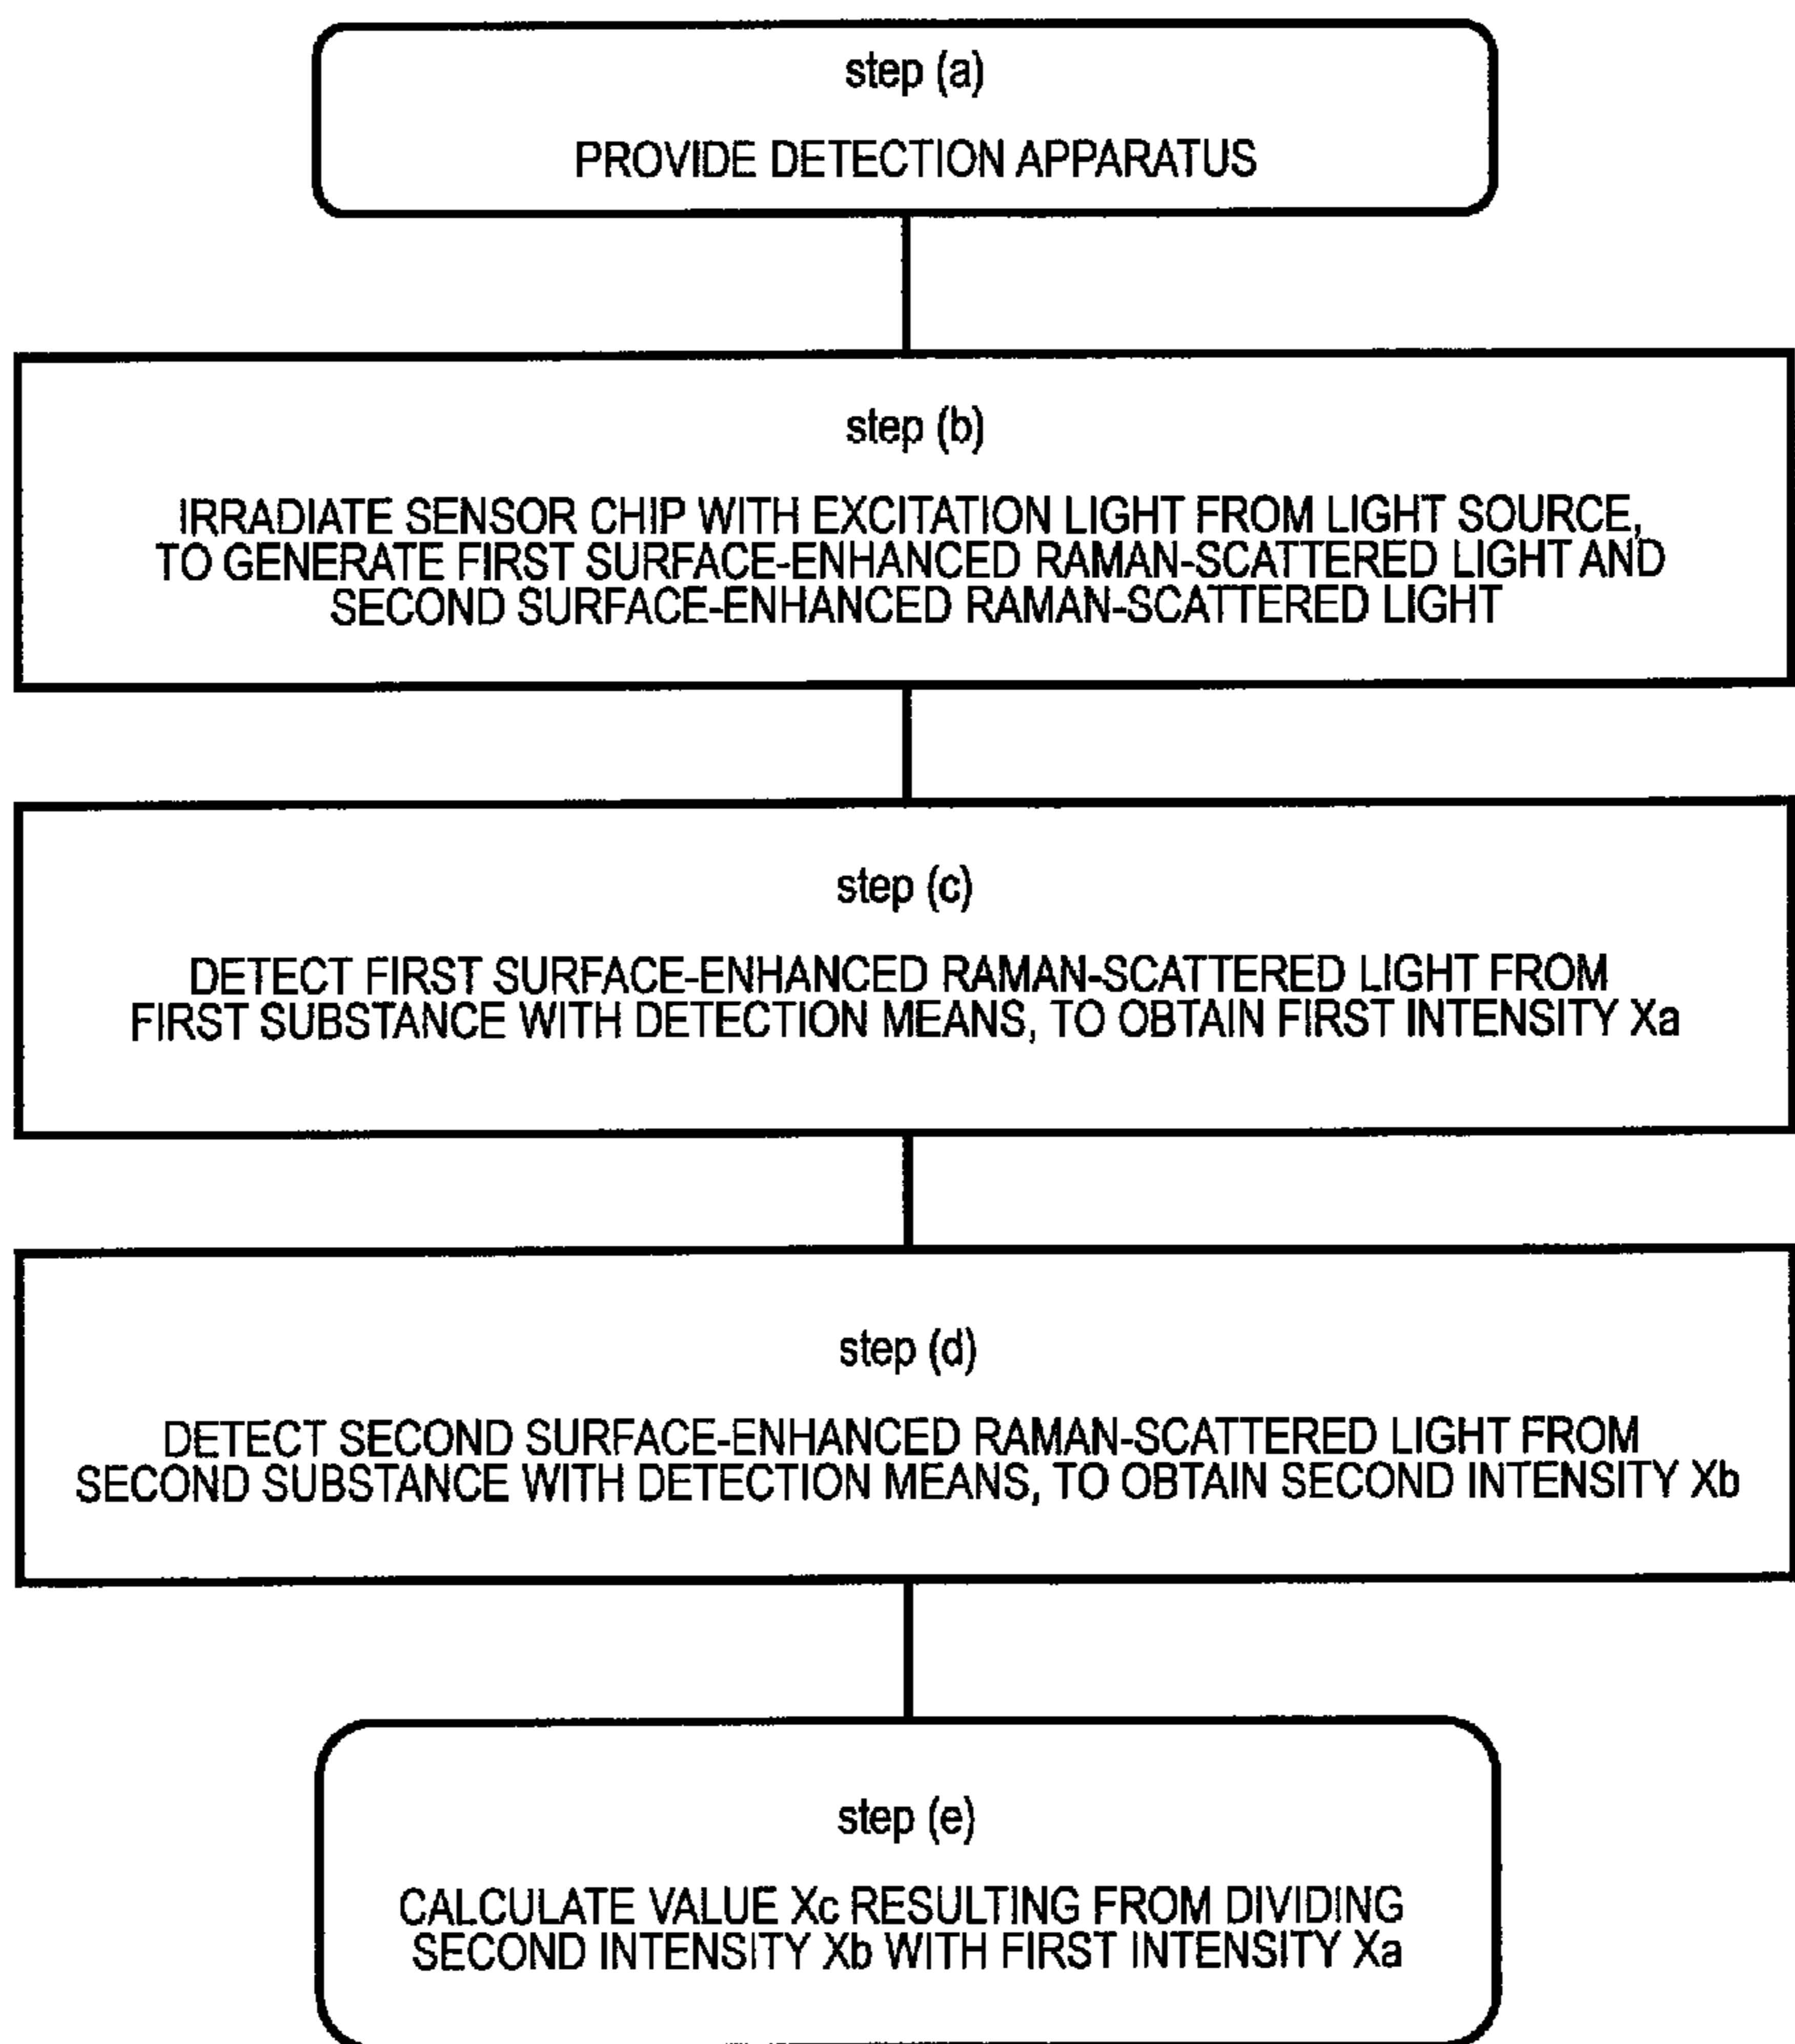 step (a)
PROVIDE DETECTION APPARATUS
step (b)
IRRADIATE SENSOR CHIP WITH EXCITATION LIGHT FROM LIGHT SOURCE,
TO GENERATE FIRST SURFACE-ENHANCED RAMAN-SCATTERED LIGHT AND
SECOND SURFACE-ENHANCED RAMAN-SCATTERED LIGHT
step (c)
DETECT FIRST SURFACE-ENHANCED RAMAN-SCATTERED LIGHT FROM
FIRST SUBSTANCE WITH DETECTION MEANS, TO OBTAIN FIRST INTENSITY Xa
step (d)
DETECT SECOND SURFACE-ENHANCED RAMAN-SCATTERED LIGHT FROM
SECOND SUBSTANCE WITH DETECTION MEANS, TO OBTAIN SECOND INTENSITY Xb
step (e)
CALCULATE VALUE Xc RESULTING FROM DIVIDING
SECOND INTENSITY Xb WITH FIRST INTENSITY Xa